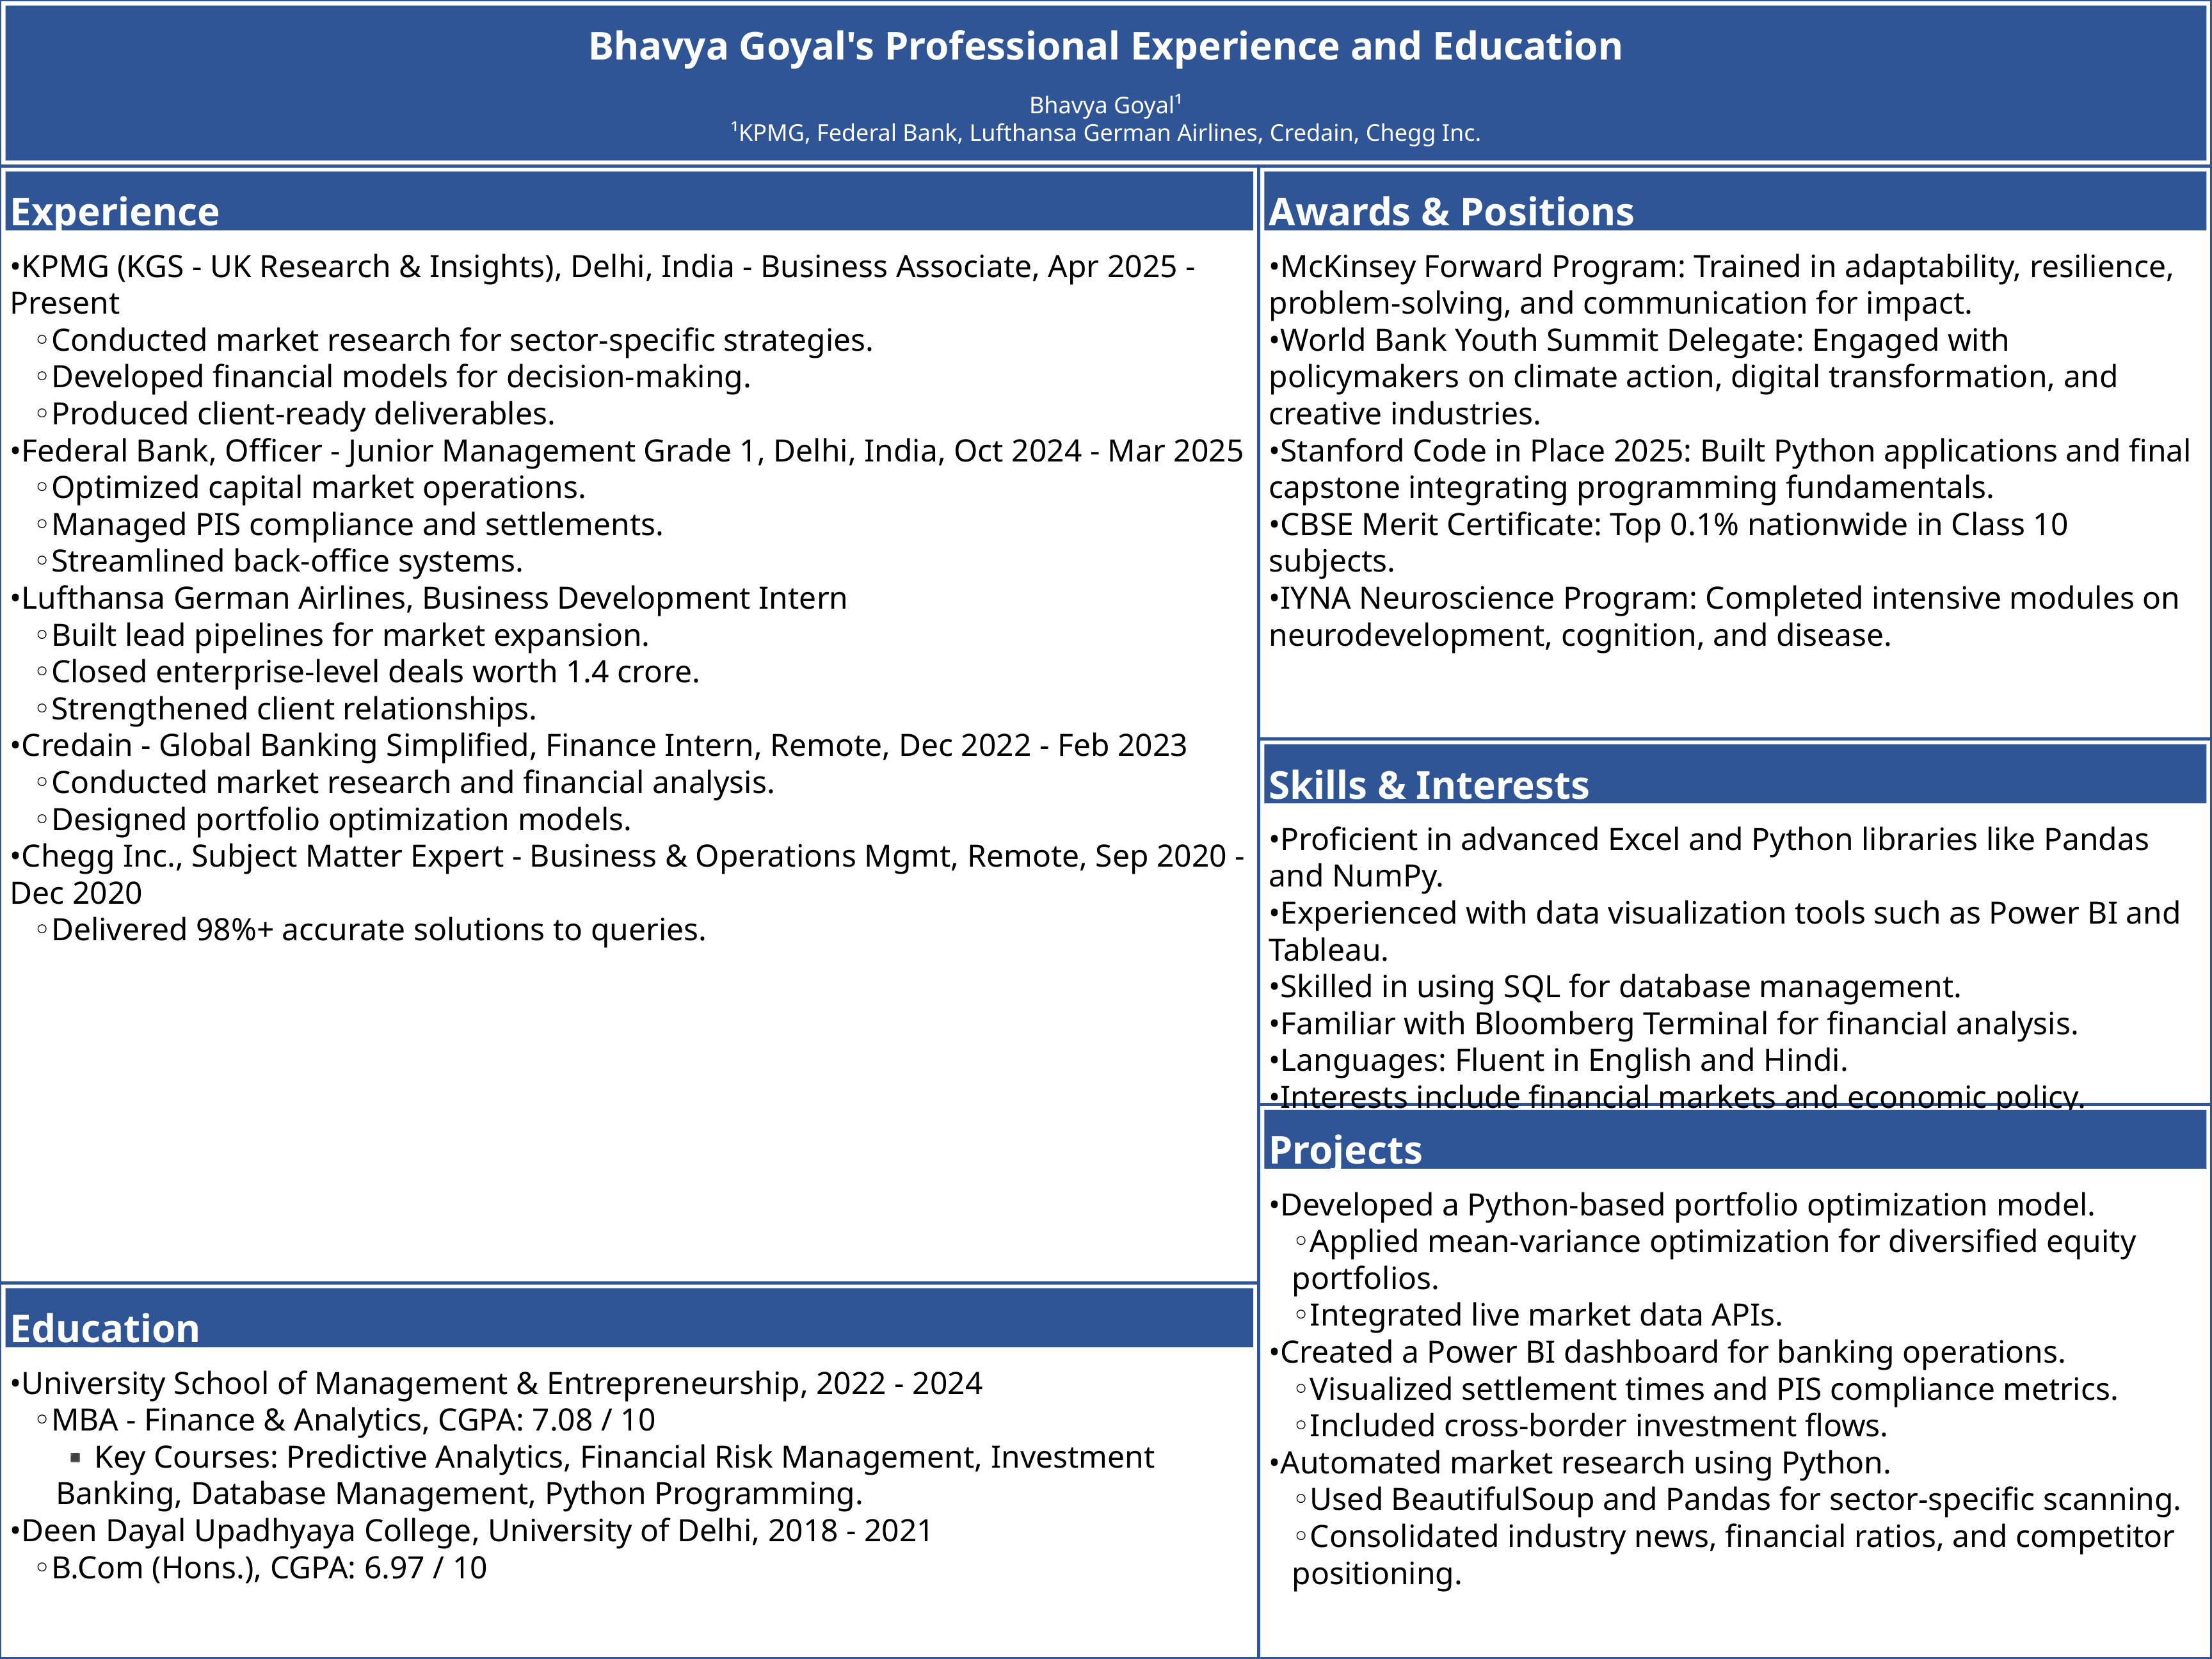 Bhavya Goyal's Professional Experience and Education
Bhavya Goyal¹
¹KPMG, Federal Bank, Lufthansa German Airlines, Credain, Chegg Inc.
Experience
•KPMG (KGS - UK Research & Insights), Delhi, India - Business Associate, Apr 2025 -
Present
◦Conducted market research for sector-specific strategies.
◦Developed financial models for decision-making.
◦Produced client-ready deliverables.
•Federal Bank, Officer - Junior Management Grade 1, Delhi, India, Oct 2024 - Mar 2025
◦Optimized capital market operations.
◦Managed PIS compliance and settlements.
◦Streamlined back-office systems.
•Lufthansa German Airlines, Business Development Intern
◦Built lead pipelines for market expansion.
◦Closed enterprise-level deals worth 1.4 crore.
◦Strengthened client relationships.
•Credain - Global Banking Simplified, Finance Intern, Remote, Dec 2022 - Feb 2023
◦Conducted market research and financial analysis.
◦Designed portfolio optimization models.
•Chegg Inc., Subject Matter Expert - Business & Operations Mgmt, Remote, Sep 2020 -
Dec 2020
◦Delivered 98%+ accurate solutions to queries.
Education
•University School of Management & Entrepreneurship, 2022 - 2024
◦MBA - Finance & Analytics, CGPA: 7.08 / 10
▪ Key Courses: Predictive Analytics, Financial Risk Management, Investment
Banking, Database Management, Python Programming.
•Deen Dayal Upadhyaya College, University of Delhi, 2018 - 2021
◦B.Com (Hons.), CGPA: 6.97 / 10
Awards & Positions
•McKinsey Forward Program: Trained in adaptability, resilience,
problem-solving, and communication for impact.
•World Bank Youth Summit Delegate: Engaged with
policymakers on climate action, digital transformation, and
creative industries.
•Stanford Code in Place 2025: Built Python applications and final
capstone integrating programming fundamentals.
•CBSE Merit Certificate: Top 0.1% nationwide in Class 10
subjects.
•IYNA Neuroscience Program: Completed intensive modules on
neurodevelopment, cognition, and disease.
Skills & Interests
•Proficient in advanced Excel and Python libraries like Pandas
and NumPy.
•Experienced with data visualization tools such as Power BI and
Tableau.
•Skilled in using SQL for database management.
•Familiar with Bloomberg Terminal for financial analysis.
•Languages: Fluent in English and Hindi.
•Interests include financial markets and economic policy.
Projects
•Developed a Python-based portfolio optimization model.
◦Applied mean-variance optimization for diversified equity
portfolios.
◦Integrated live market data APIs.
•Created a Power BI dashboard for banking operations.
◦Visualized settlement times and PIS compliance metrics.
◦Included cross-border investment flows.
•Automated market research using Python.
◦Used BeautifulSoup and Pandas for sector-specific scanning.
◦Consolidated industry news, financial ratios, and competitor
positioning.